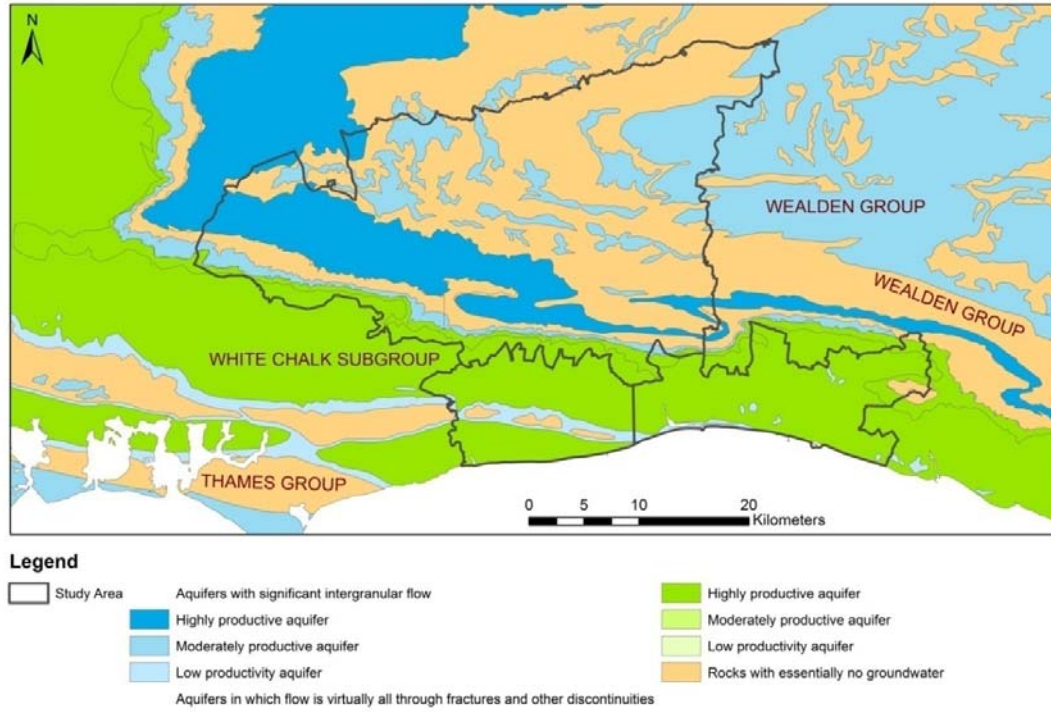 N
WEALDEN GROUP
WEALDEN GROUP
WHITE CHALK SUBGROUP
THAMES GROUP
0 5 10 20
Kilometers
Legend
Study Area
Aquifers with significant intergranular flow
Highly productive aquifer
Moderately productive aquifer
Low productivity aquifer
Aquifers in which flow is virtually all through fractures and other discontinuities
Highly productive aquifer
Moderately productive aquifer
Low productivity aquifer
Rocks with essentially no groundwater